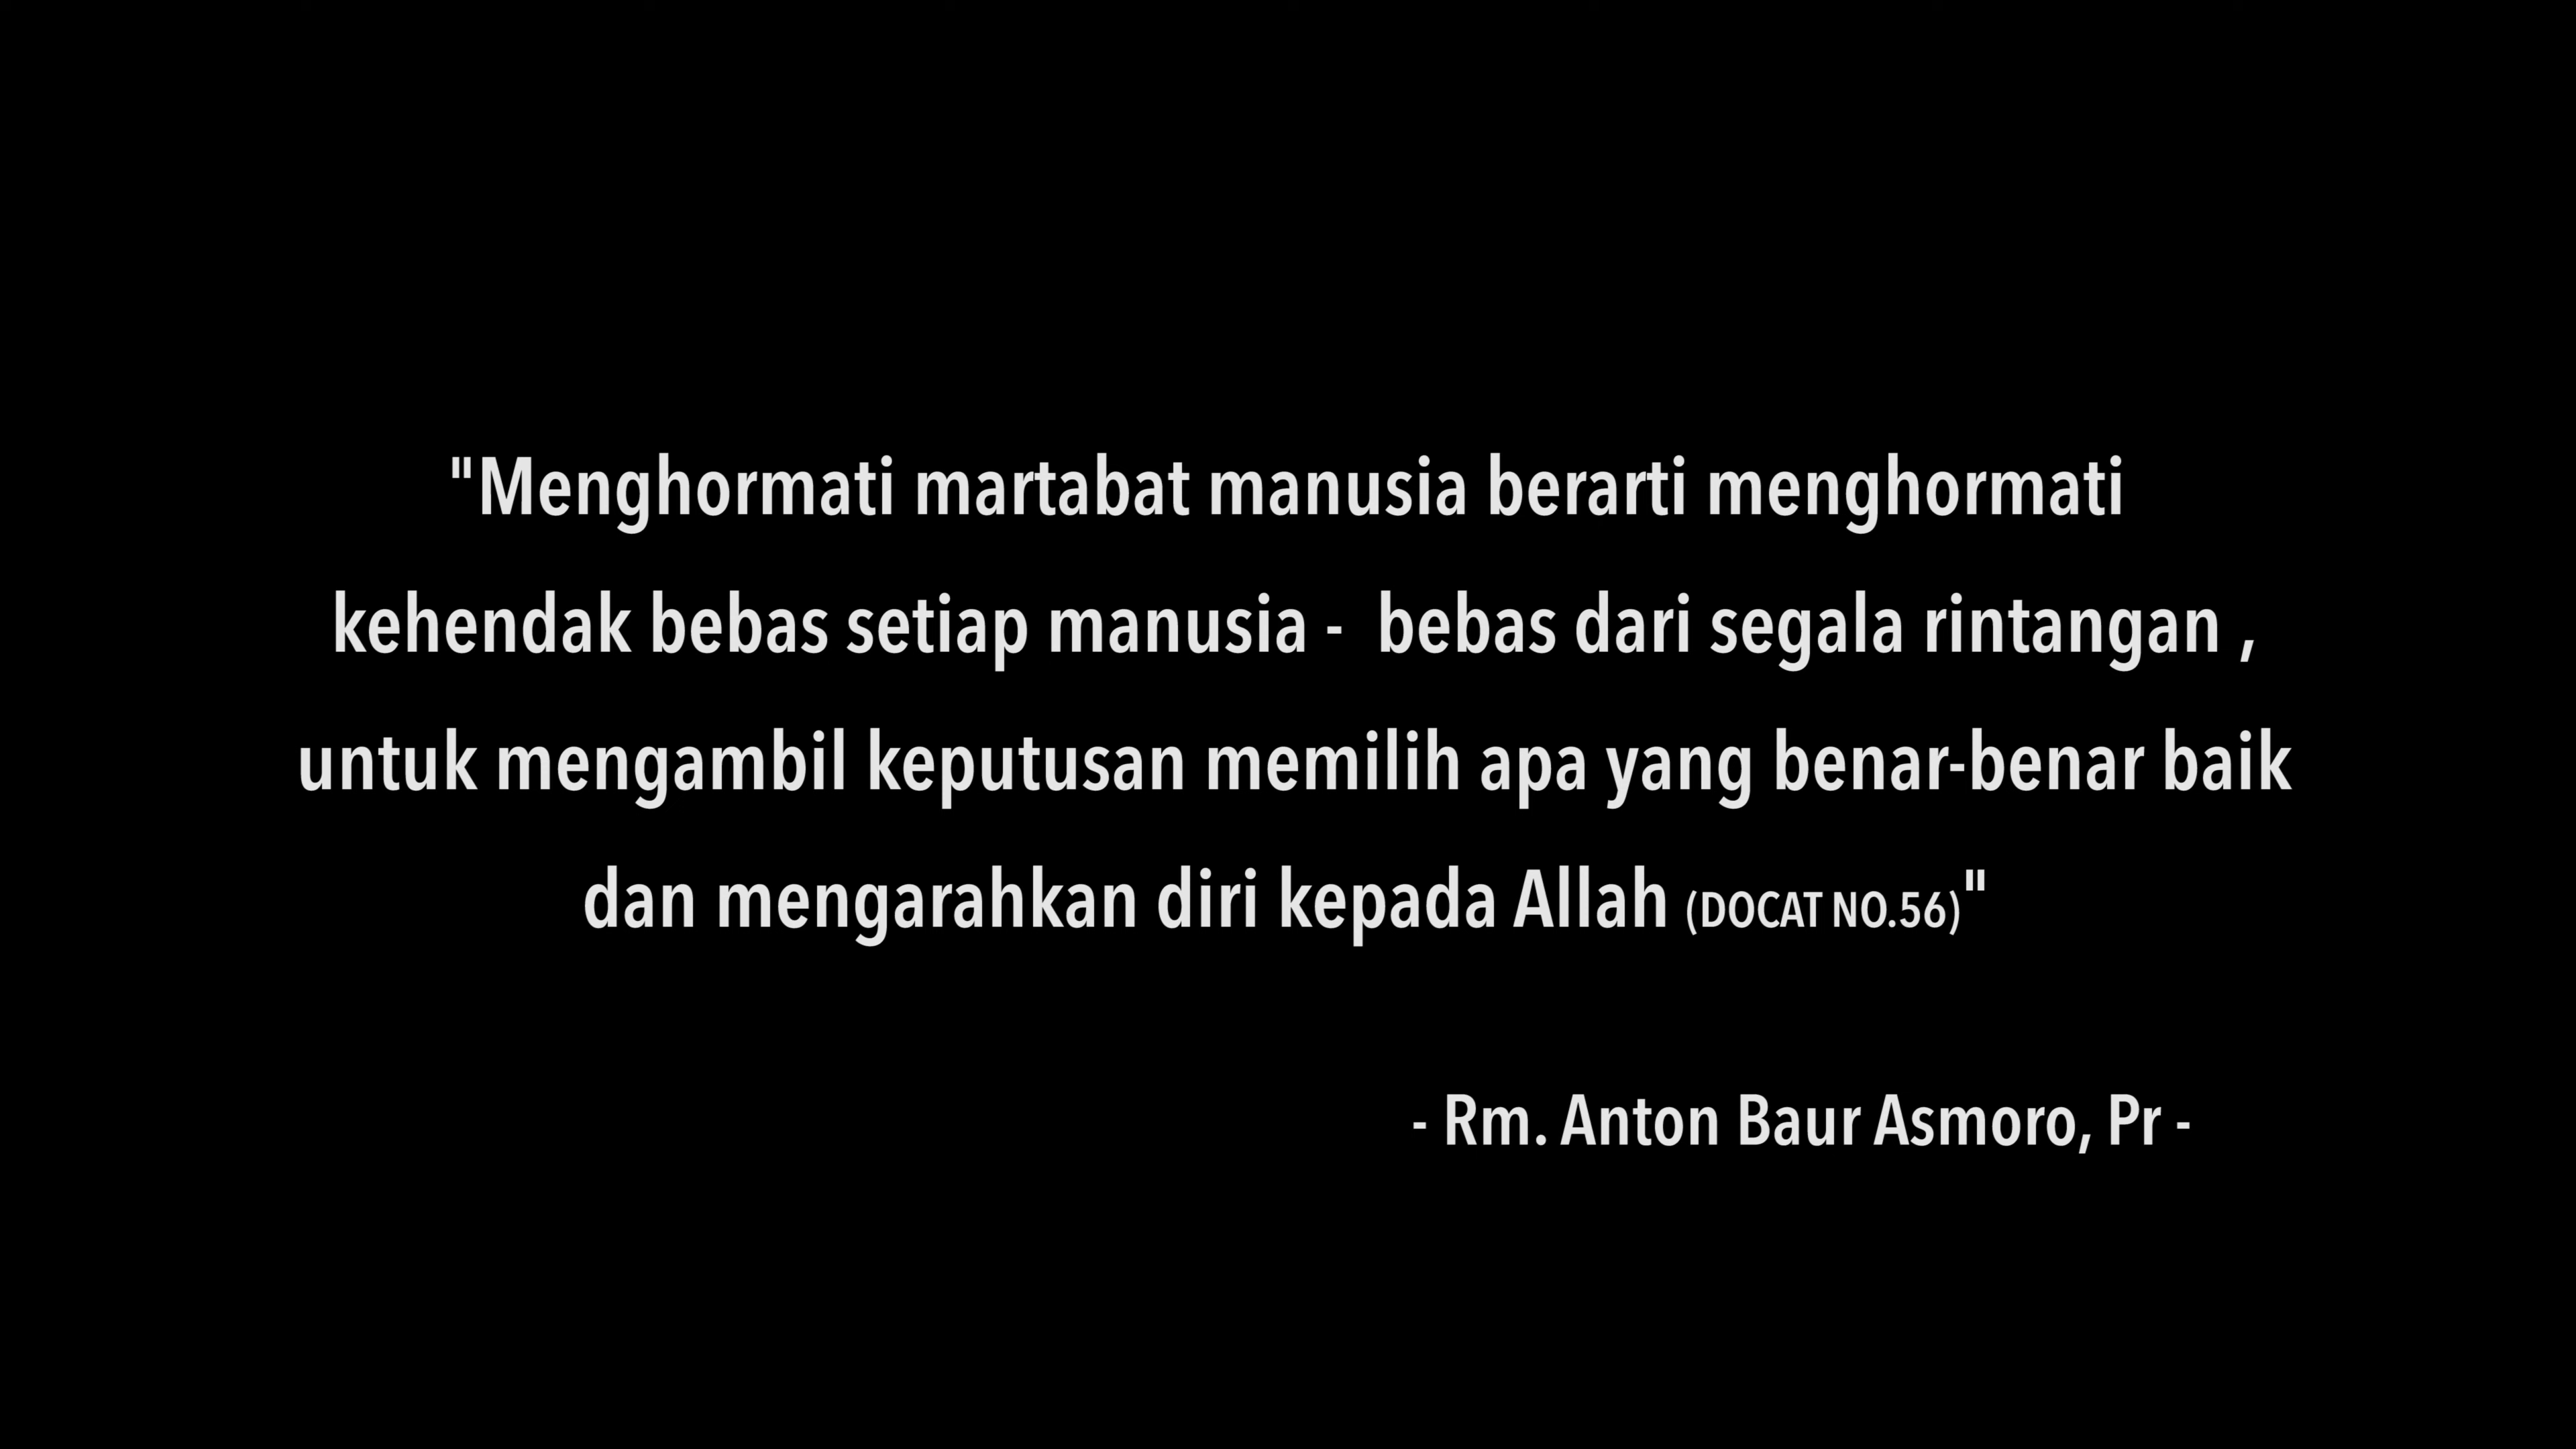 "Menghormati martabat manusia berarti menghormati
kehendak bebas setiap manusia -  bebas dari segala rintangan ,
untuk mengambil keputusan memilih apa yang benar-benar baik
dan mengarahkan diri kepada Allah (DOCAT NO.56)"
- Rm. Anton Baur Asmoro, Pr -